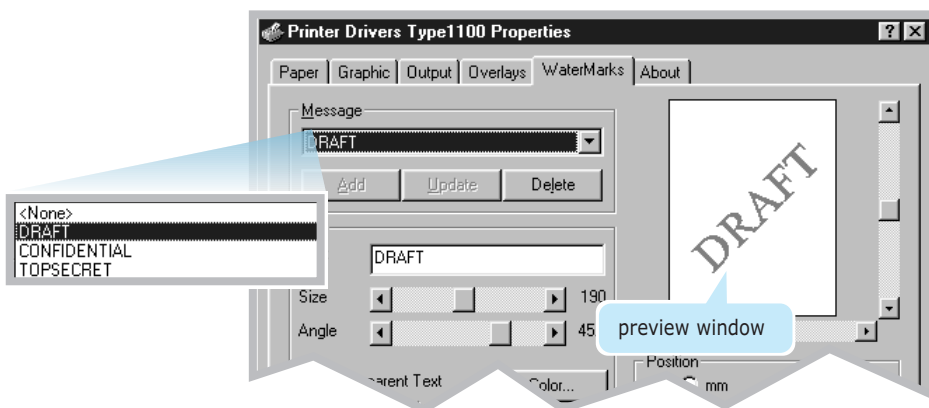 Printer Drivers Type1100 Properties
Paper Graphic Output Overlays WaterMarks About
Message
DRAFT
Add Update Delete
<None>
DRAFT
CONFIDENTIAL
TOPSECRET
DRAFT
Size 190
Angle 45
Text
Color...
DRAFT
preview window
Position
mm